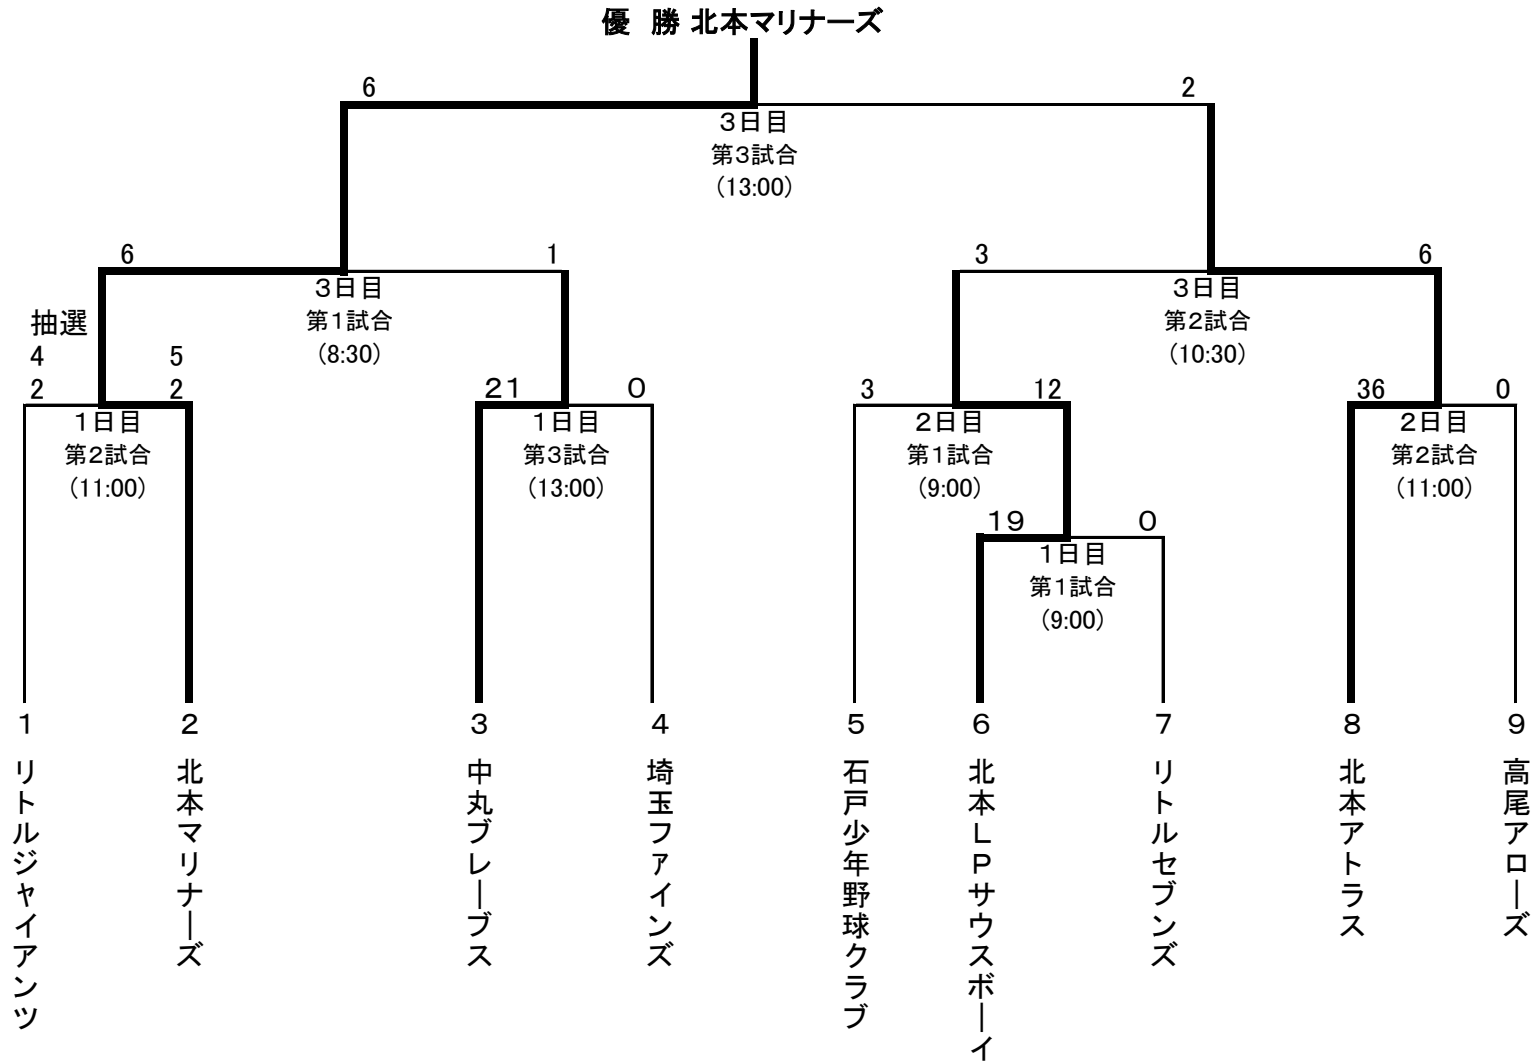 優　勝 北本マリナーズ
6
2
３日目
第３試合
（13:00）
6
1
3
6
３日目
第１試合
（8:30）
３日目
第２試合
（10:30）
抽選
4
5
2
2
２１
０
3
12
36
0
１日目
第２試合
（11:00）
１日目
第３試合
（13:00）
２日目
第１試合
（9:00）
２日目
第２試合
（11:00）
１９
０
１日目
第１試合
（9:00）
１
２
３
４
５
６
７
８
９
リトルジャイアンツ
北本マリナーズ
中丸ブレーブス
埼玉ファインズ
石戸少年野球クラブ
北本ＬＰサウスボーイ
リトルセブンズ
北本アトラス
高尾アローズ